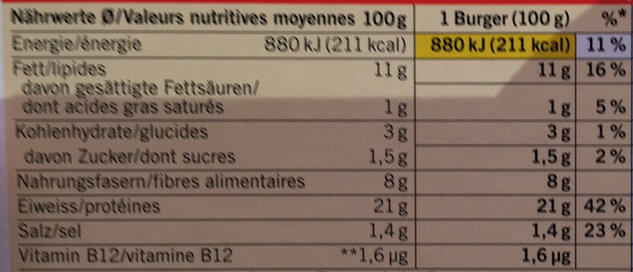 Nährwerte Ø/Valeurs nutritives moyennes 100g 1 Burger (100 g) %*
Energie/énergie 880 kJ (211 kcal) 880 kJ (211 kcal) 11 %
Fett/lipides 11 g 11 g 16 %
davon gesättigte Fettsäuren/
dont acides gras saturés 1 g 1 g 5 %
Kohlenhydrate/glucides 3 g 3 g 1 %
davon Zucker/dont sucres 1,5 g 1,5 g 2 %
Nahrungsfasern/fibres alimentaires 8 g 8 g
Eiweiss/protéines 21 g 21 g 42 %
Salz/sel 1,4 g 1,4 g 23 %
Vitamin B12/vitamine B12 **1,6 µg 1,6 µg